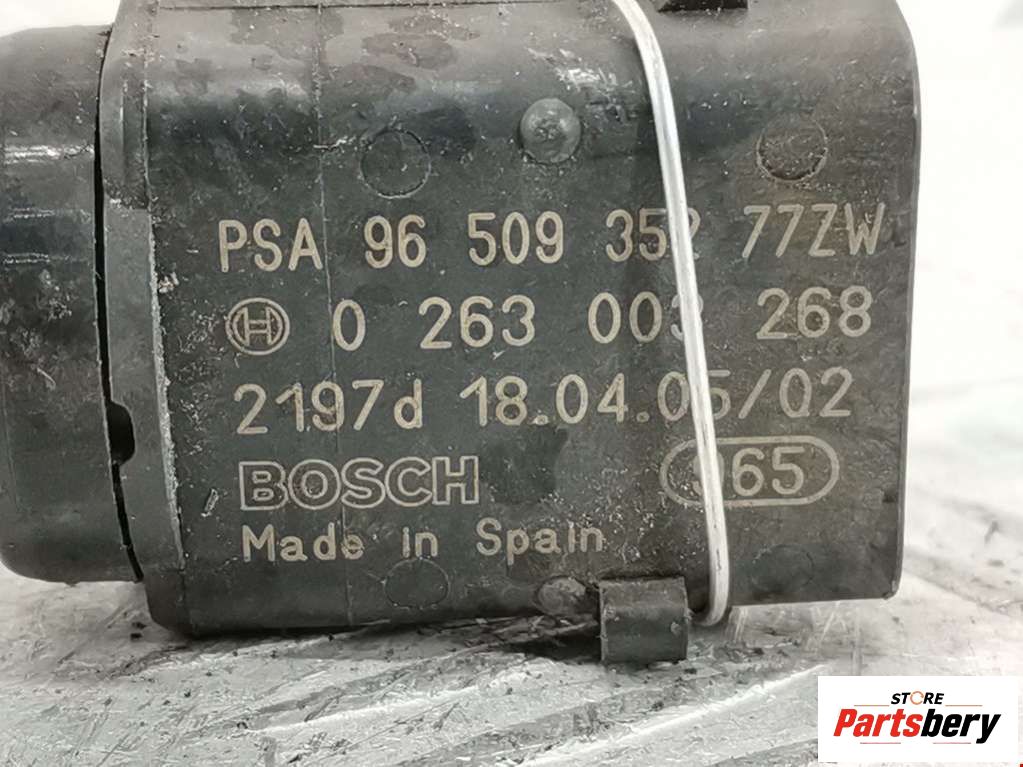 PSA 96 509 352 77ZW
0 263 003 268
2197d 18.04.05/02
BOSCH 965
Made in Spain
STORE
Partsbery